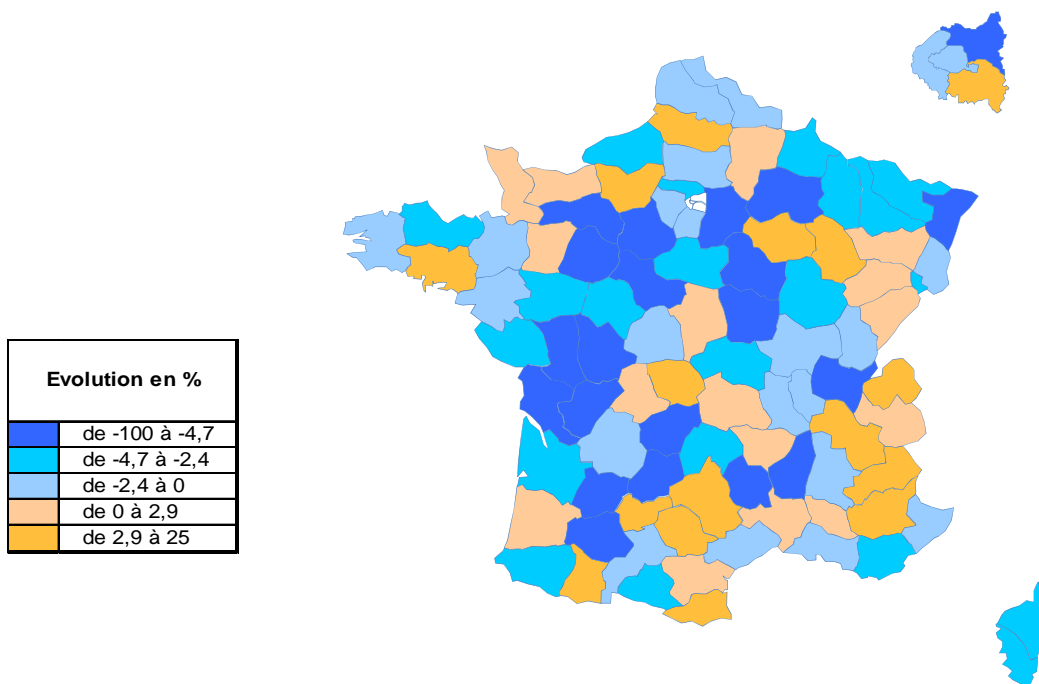 Evolution en %
de -100 à -4,7
de -4,7 à -2,4
de -2,4 à 0
de 0 à 2,9
de 2,9 à 25